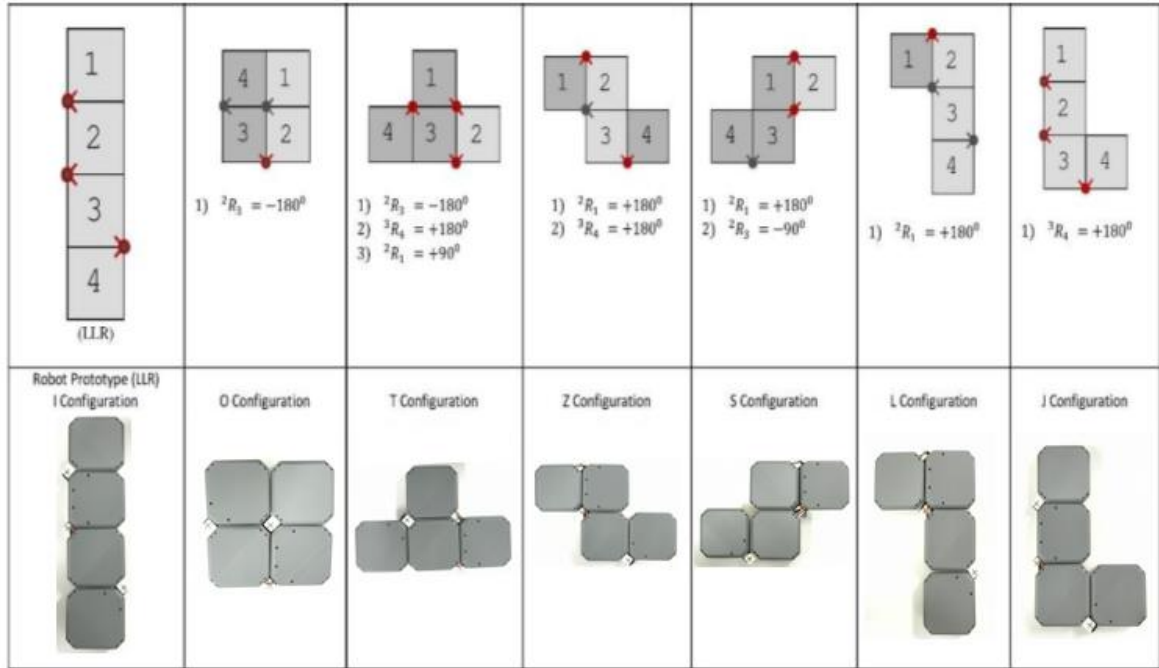 1
2
3
4
(LLR)
4 1
3 2
1) ²R₃ = −180⁰
1
4 3 2
1) ²R₃ = −180⁰
2) ³R₄ = +180⁰
3) ²R₁ = +90⁰
1 2
3 4
1) ²R₁ = +180⁰
2) ³R₄ = +180⁰
1 2
4 3
1) ²R₁ = +180⁰
2) ²R₃ = −90⁰
1 2
3
4
1) ²R₁ = +180⁰
1
2
3 4
1) ³R₄ = +180⁰
Robot Prototype (LLR)
I Configuration
O Configuration
T Configuration
Z Configuration
S Configuration
L Configuration
J Configuration